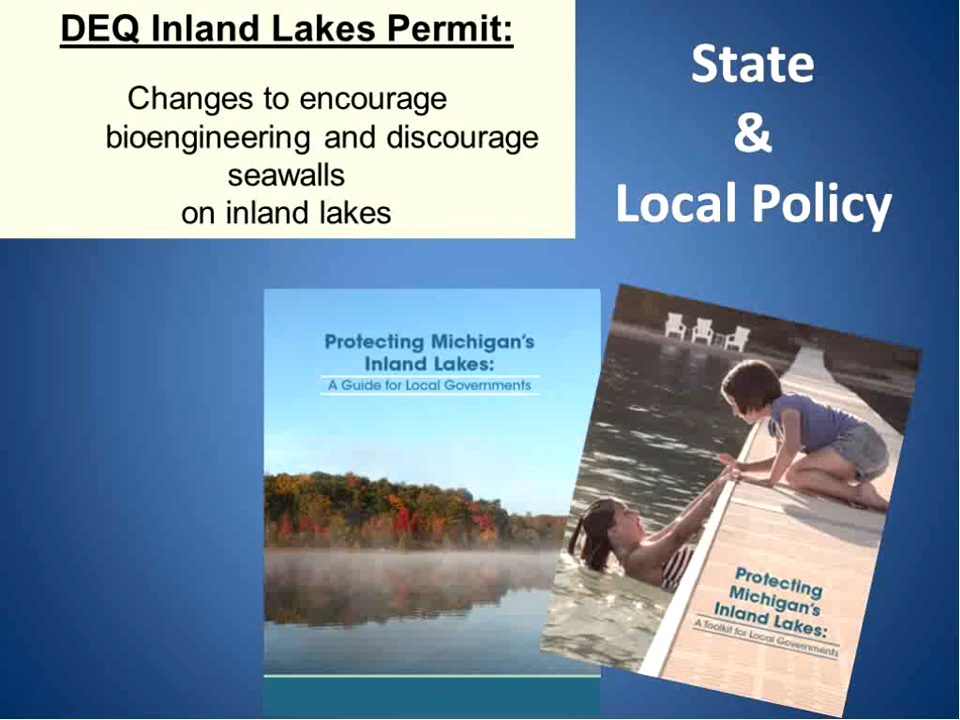 DEQ Inland Lakes Permit:
Changes to encourage
bioengineering and discourage
seawalls
on inland lakes
State
&
Local Policy
Protecting Michigan's
Inland Lakes:
A Guide for Local Governments
Protecting
Michigan's
Inland Lakes:
A Toolkit for Local Governments